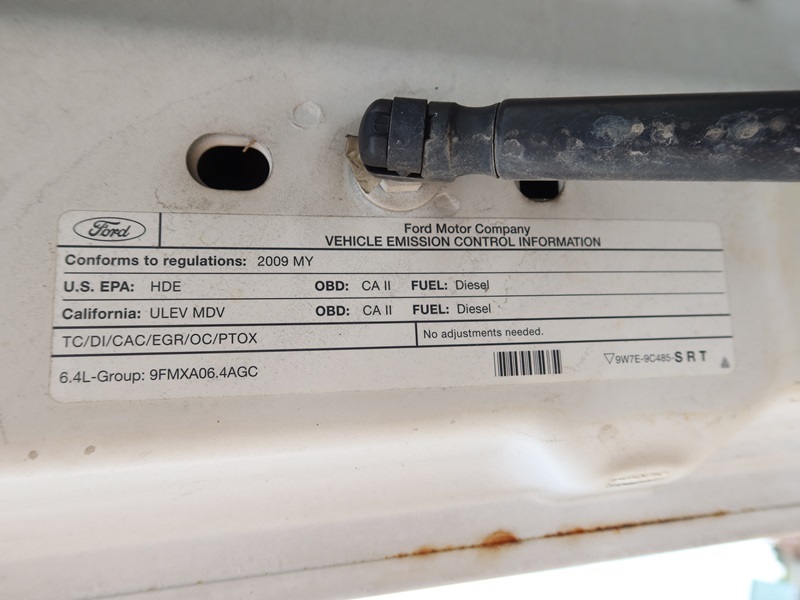 Ford
Ford Motor Company
VEHICLE EMISSION CONTROL INFORMATION
Conforms to regulations: 2009 MY
U.S. EPA: HDE OBD: CA II FUEL: Diesel
California: ULEV MDV OBD: CA II FUEL: Diesel
TC/DI/CAC/EGR/OC/PTOX No adjustments needed.
6.4L-Group: 9FMXA06.4AGC ▽9W7E-9C485-S R T